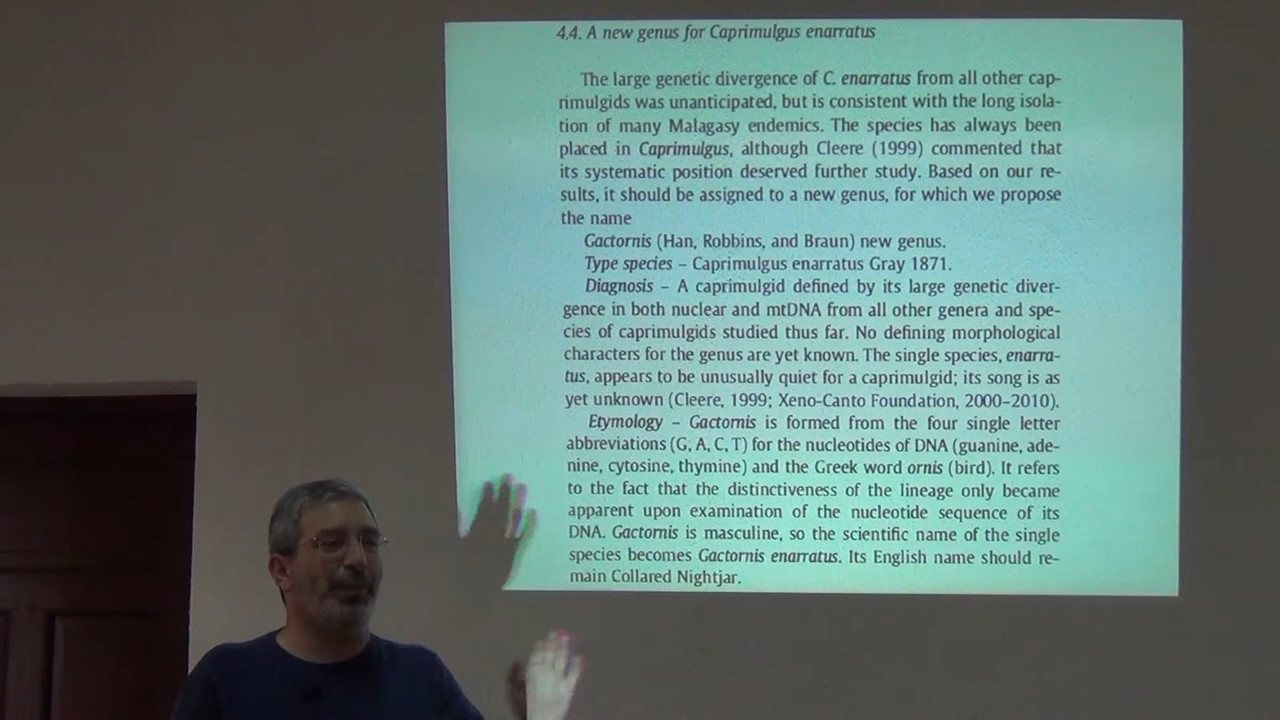 4.4. A new genus for Caprimulgus enarratus
The large genetic divergence of C. enarratus from all other cap-
rimulgids was unanticipated, but is consistent with the long isola-
tion of many Malagasy endemics. The species has always been
placed in Caprimulgus, although Cleere (1999) commented that
its systematic position deserved further study. Based on our re-
sults, it should be assigned to a new genus, for which we propose
the name
Gactornis (Han, Robbins, and Braun) new genus.
Type species – Caprimulgus enarratus Gray 1871.
Diagnosis – A caprimulgid defined by its large genetic diver-
gence in both nuclear and mtDNA from all other genera and spe-
cies of caprimulgids studied thus far. No defining morphological
characters for the genus are yet known. The single species, enarra-
tus, appears to be unusually quiet for a caprimulgid; its song is as
yet unknown (Cleere, 1999; Xeno-Canto Foundation, 2000–2010).
Etymology – Gactornis is formed from the four single letter
abbreviations (G, A, C, T) for the nucleotides of DNA (guanine, ade-
nine, cytosine, thymine) and the Greek word ornis (bird). It refers
to the fact that the distinctiveness of the lineage only became
apparent upon examination of the nucleotide sequence of its
DNA. Gactornis is masculine, so the scientific name of the single
species becomes Gactornis enarratus. Its English name should re-
main Collared Nightjar.